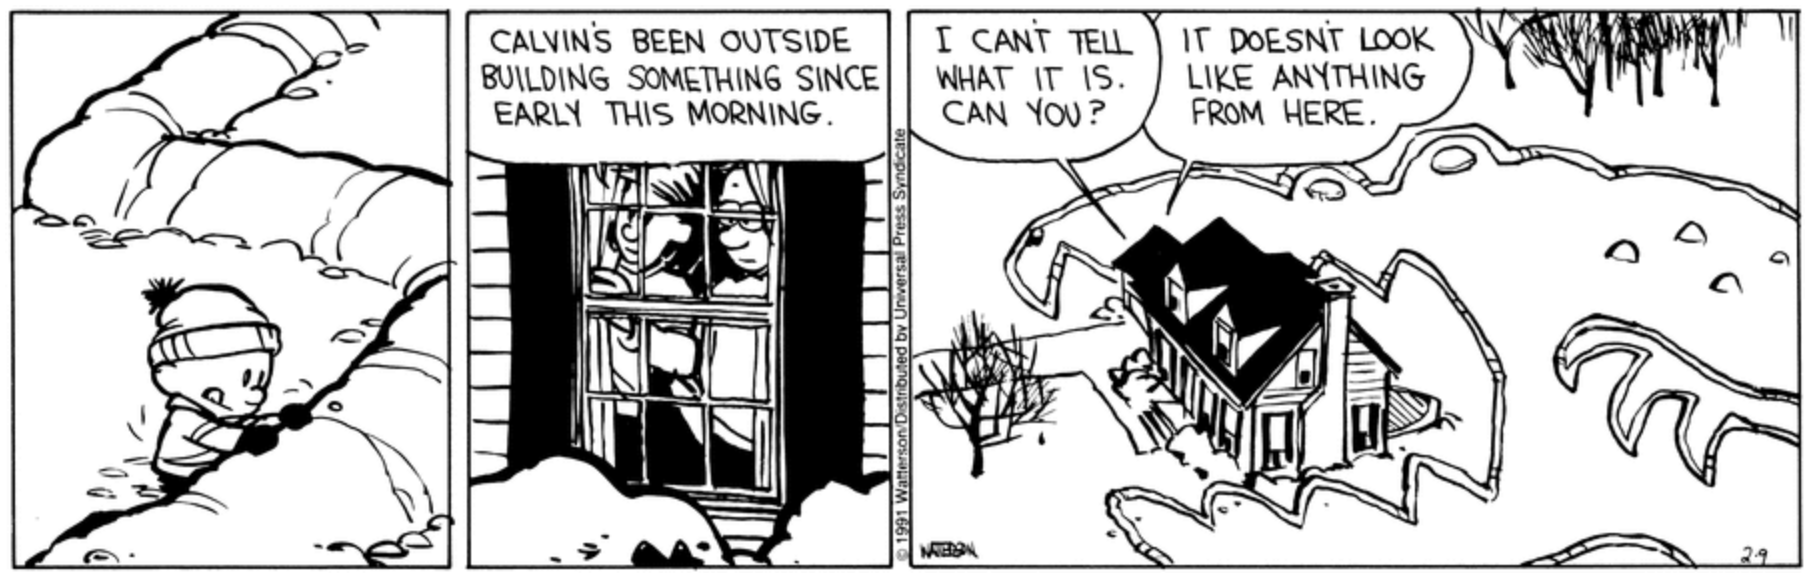 CALVIN'S BEEN OUTSIDE
BUILDING SOMETHING SINCE
EARLY THIS MORNING.
© 1991 Watterson/Distributed by Universal Press Syndicate
I CAN'T TELL
WHAT IT IS.
CAN YOU?
IT DOESN'T LOOK
LIKE ANYTHING
FROM HERE.
WATTERSON
2-9